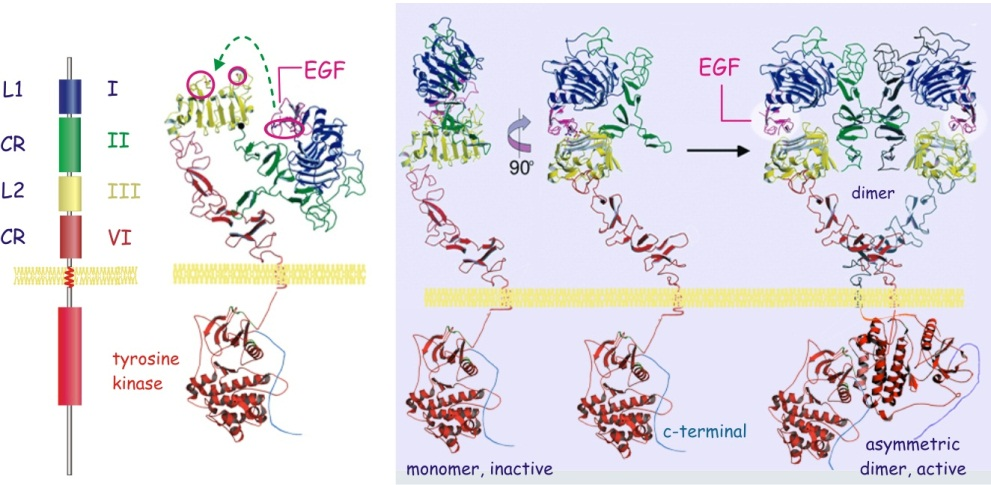 L1
I
CR
II
L2
III
CR
VI
tyrosine
kinase
EGF
90°
EGF
dimer
monomer, inactive
c-terminal
asymmetric
dimer, active